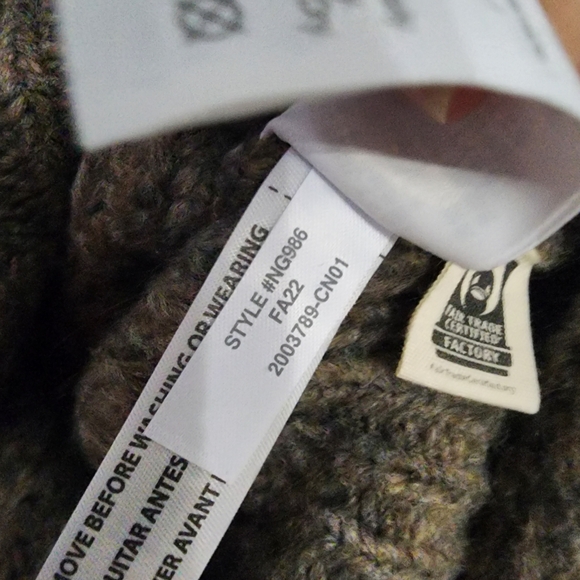 STYLE #NG986
FA22
2003789-CN01
MOVE BEFORE WASHING OR WEARING
UITAR ANTES
ER AVANT
FAIR TRADE
CERTIFIED
FACTORY